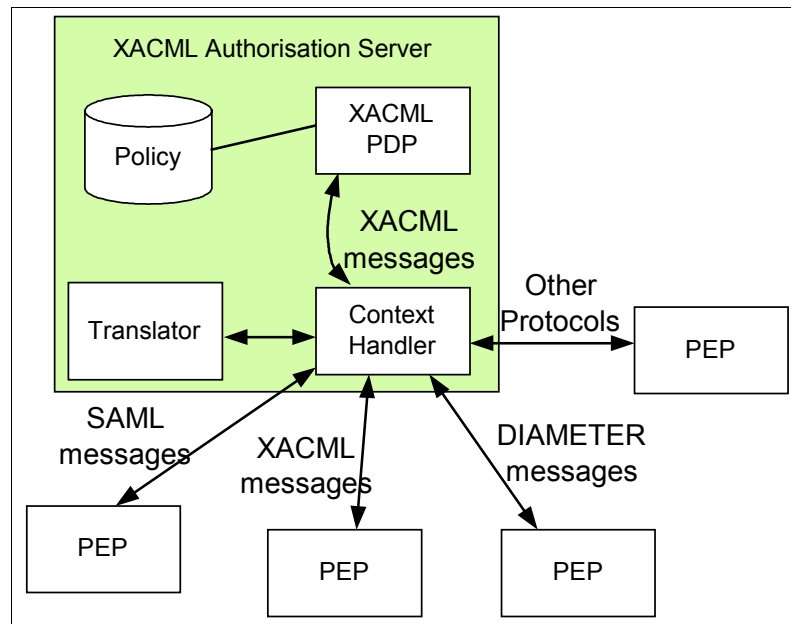 XACML Authorisation Server
XACML
PDP
Policy
XACML
messages
Other
Protocols
Translator
Context
Handler
PEP
SAML
messages
XACML
messages
DIAMETER
messages
PEP
PEP
PEP